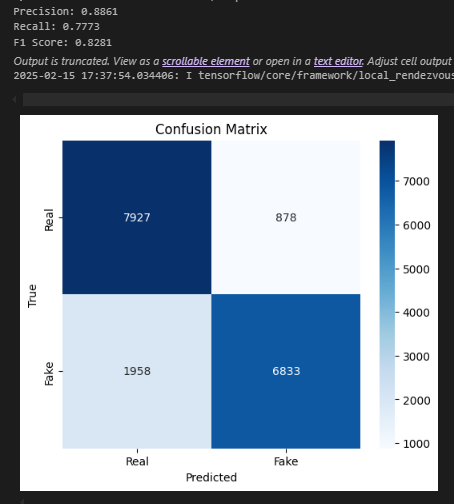 Precision: 0.8861
Recall: 0.7773
F1 Score: 0.8281
Output is truncated. View as a scrollable element or open in a text editor. Adjust cell output
2025-02-15 17:37:54.034406: I tensorflow/core/framework/local_rendezvous
Confusion Matrix
Real
7927
878
Fake
1958
6833
True
Real
Fake
Predicted
7000
6000
5000
4000
3000
2000
1000